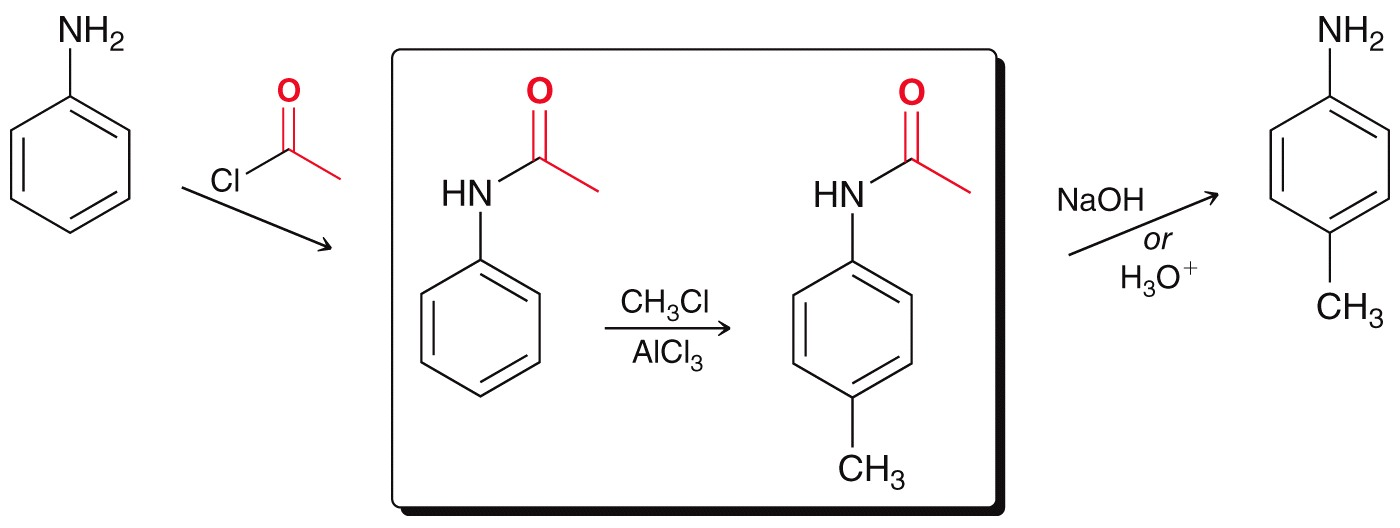 NH₂
O
Cl
O
HN
CH₃Cl
AlCl₃
O
HN
CH₃
NaOH
or
H₃O⁺
NH₂
CH₃